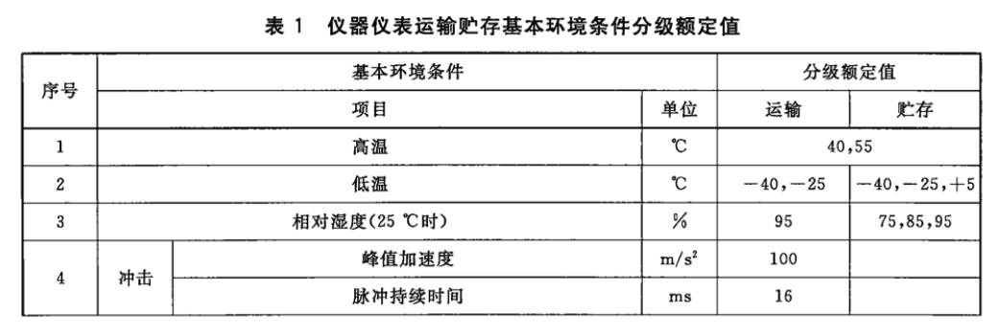 表 1 仪器仪表运输贮存基本环境条件分级额定值
序号 基本环境条件 分级额定值
项目 单位 运输 贮存
1 高温 ℃ 40,55
2 低温 ℃ －40,－25 －40,－25,＋5
3 相对湿度(25 ℃时) % 95 75,85,95
4 冲击 峰值加速度 m/s² 100
脉冲持续时间 ms 16